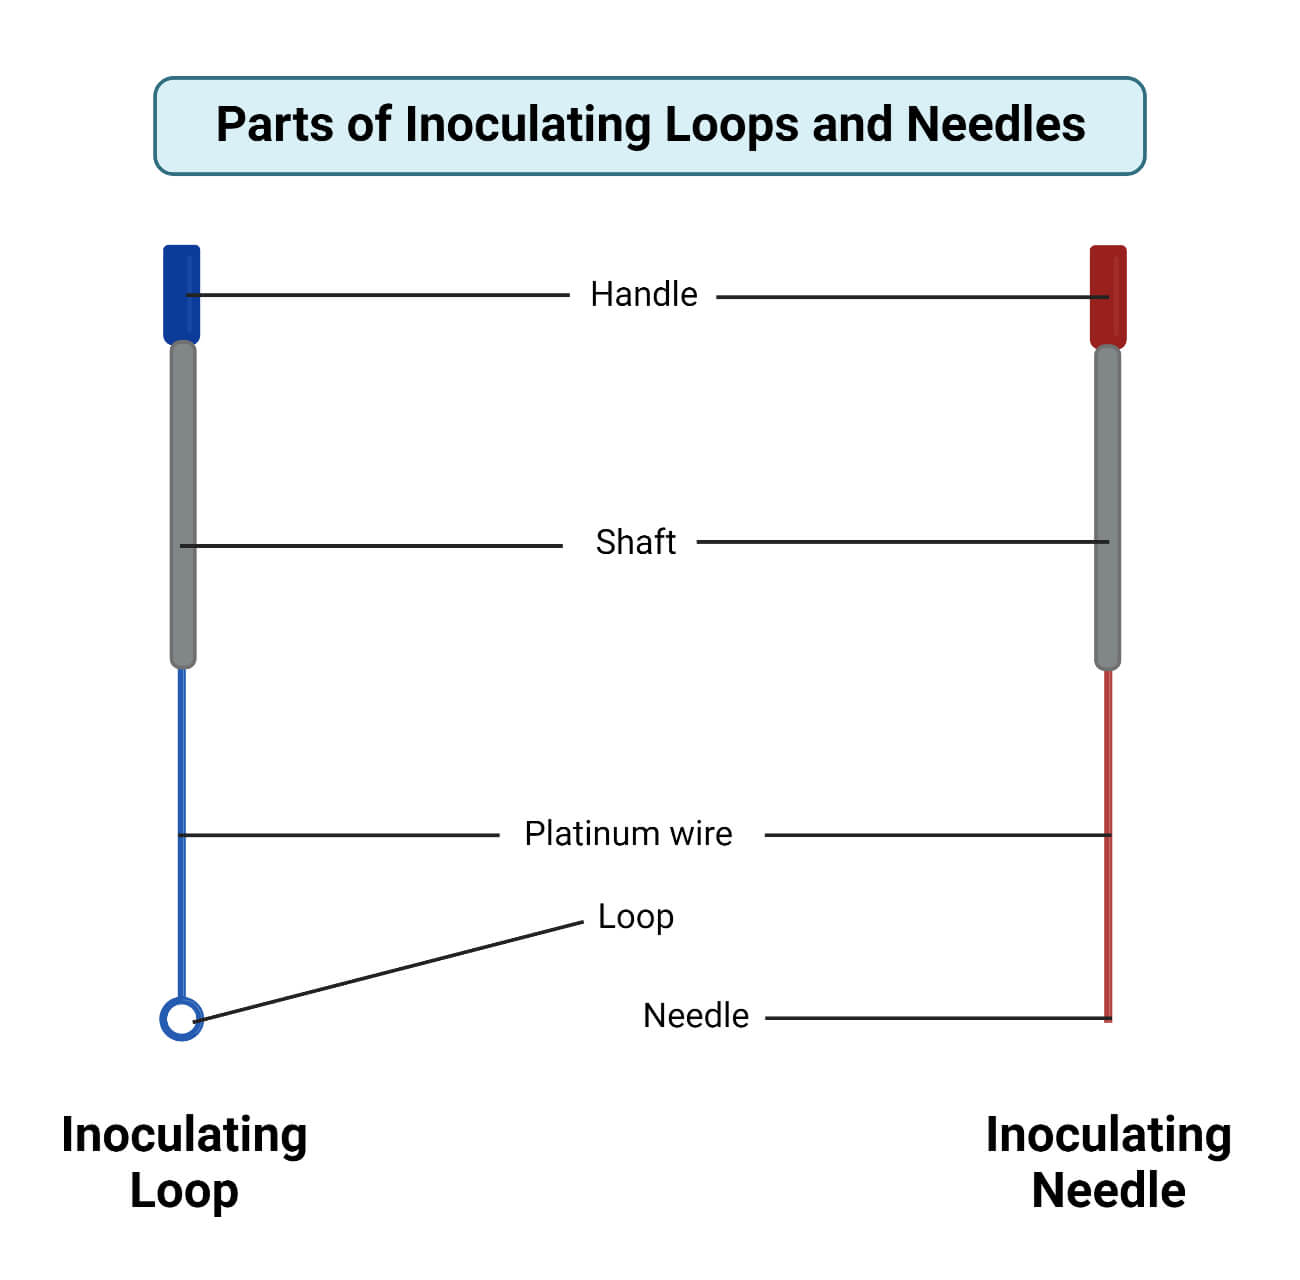 Parts of Inoculating Loops and Needles
Handle
Shaft
Platinum wire
Loop
Needle
Inoculating
Loop
Inoculating
Needle